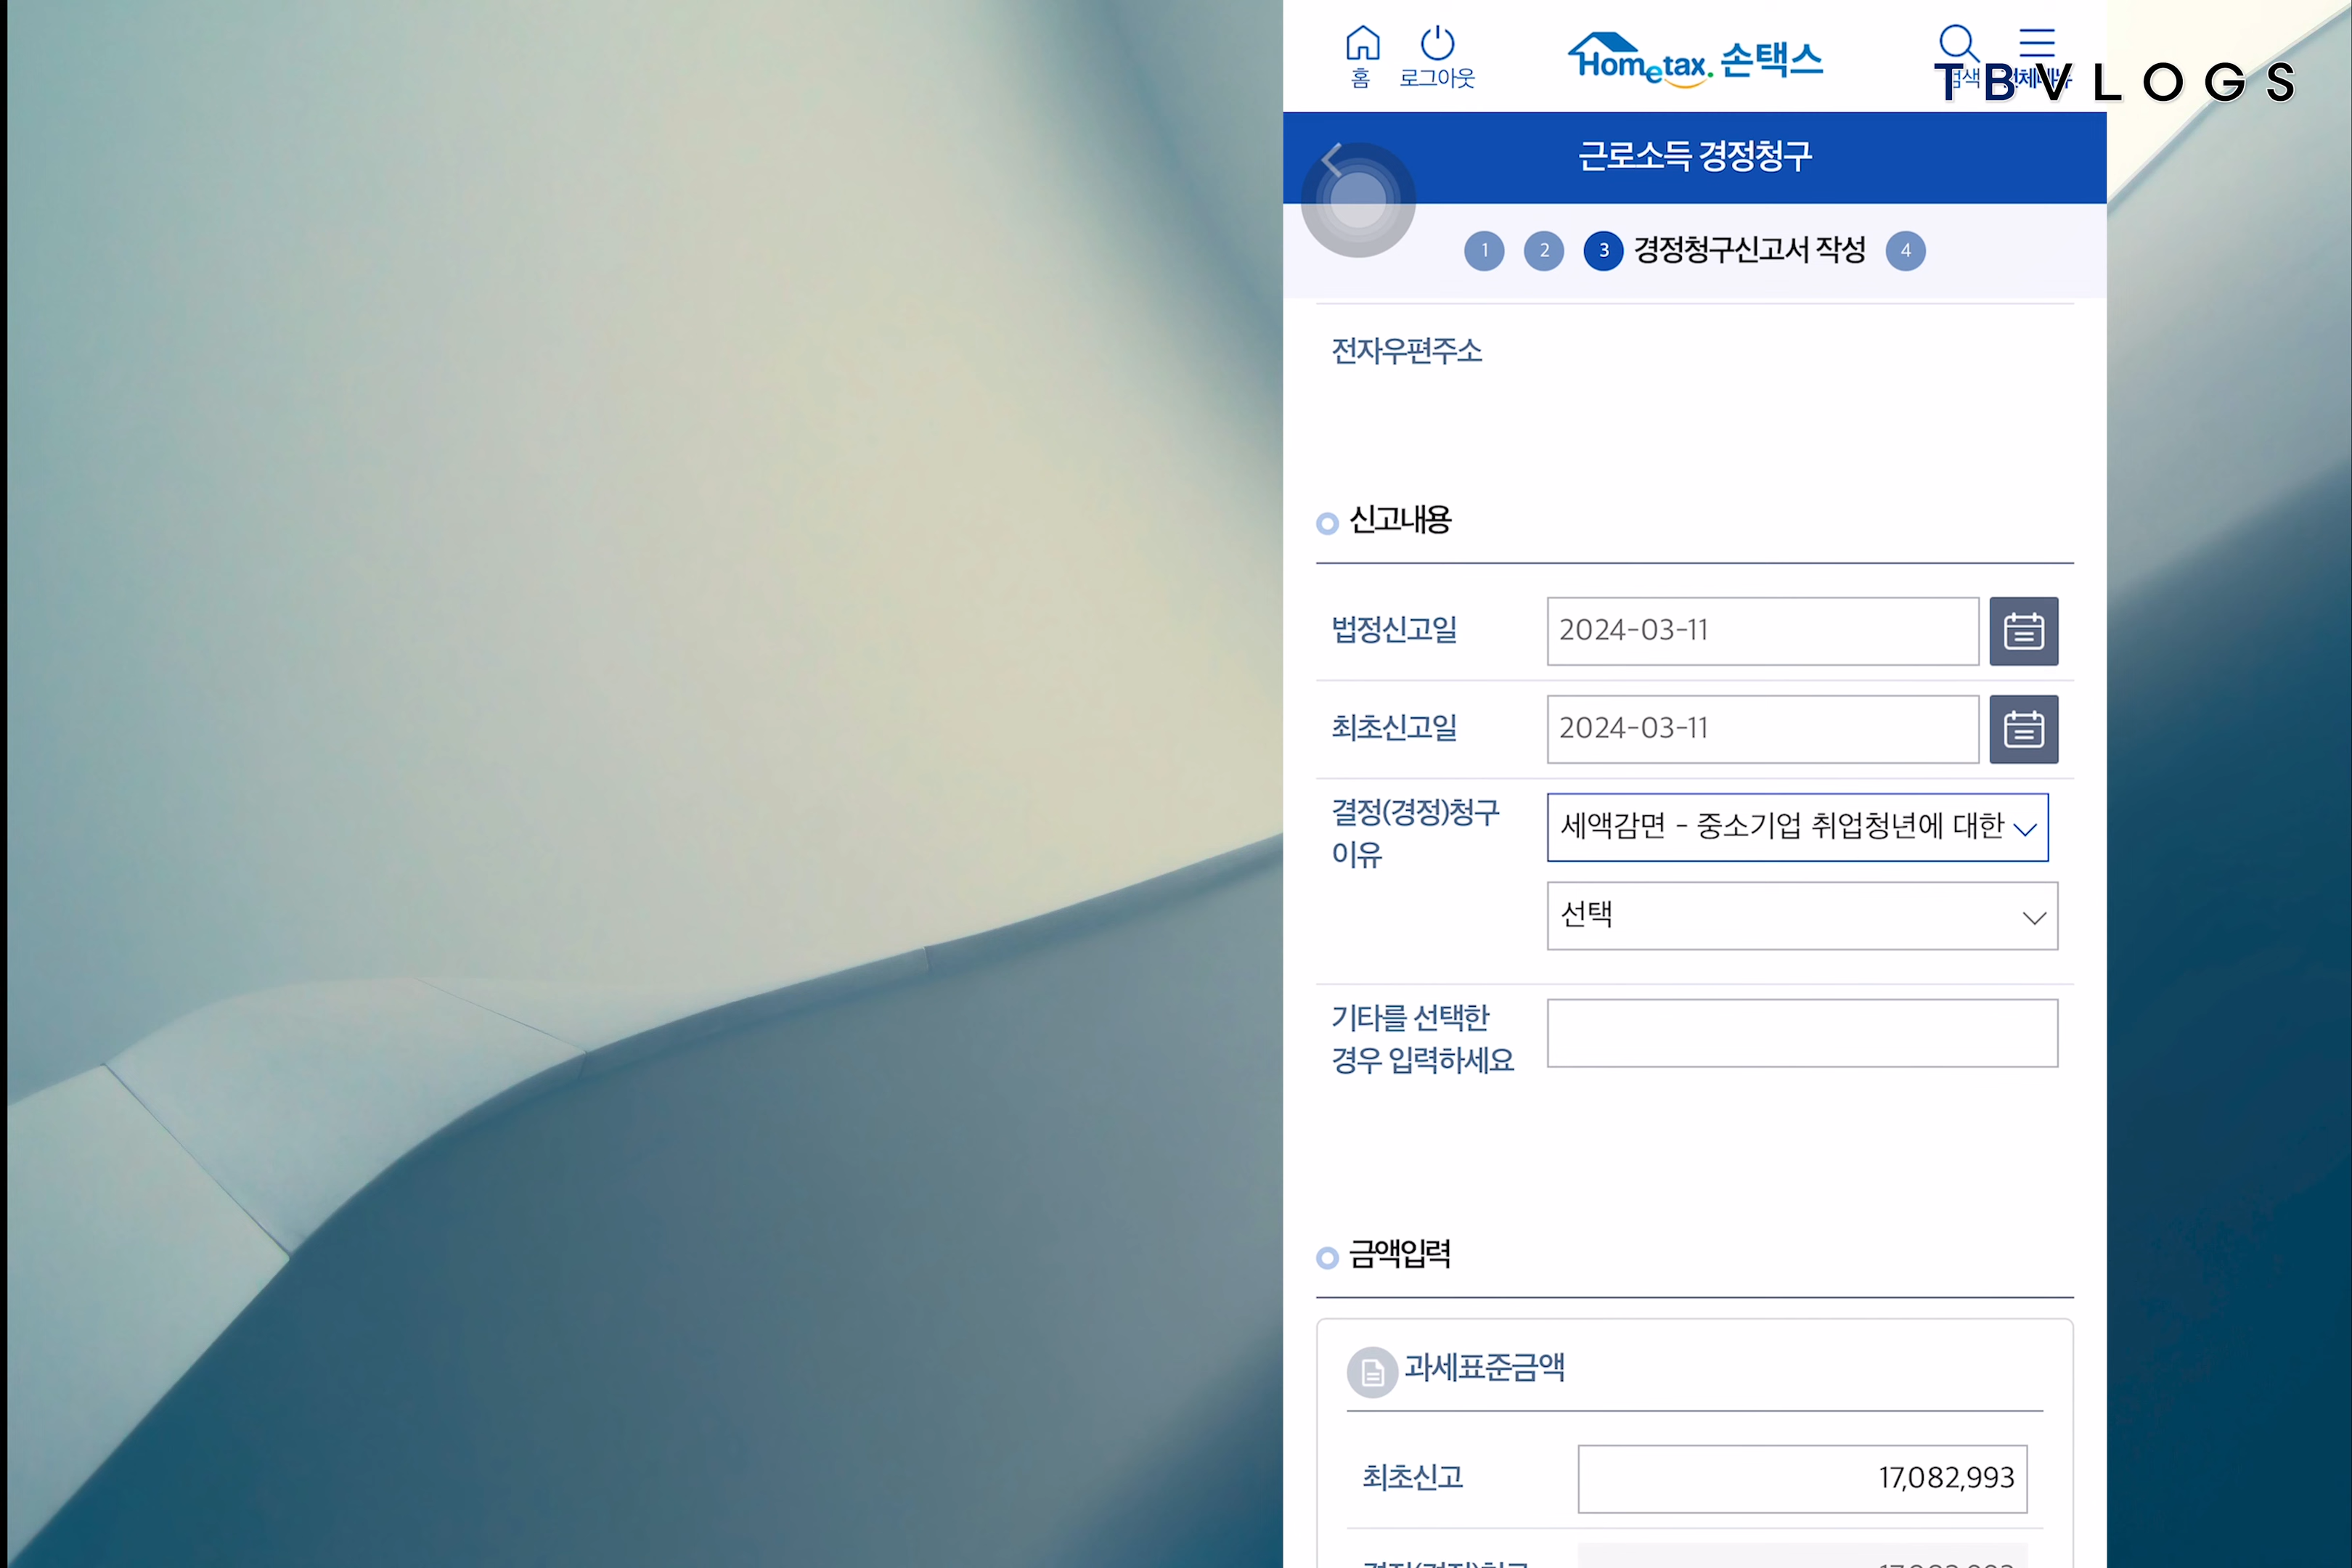 홈
로그아웃
Hometax. 손택스
TBVLOGS
근로소득 경정청구
1
2
3 경정청구신고서 작성
4
전자우편주소
신고내용
법정신고일
2024-03-11
최초신고일
2024-03-11
결정(경정)청구
이유
세액감면 - 중소기업 취업청년에 대한
선택
기타를 선택한
경우 입력하세요
금액입력
과세표준금액
최초신고
17,082,993